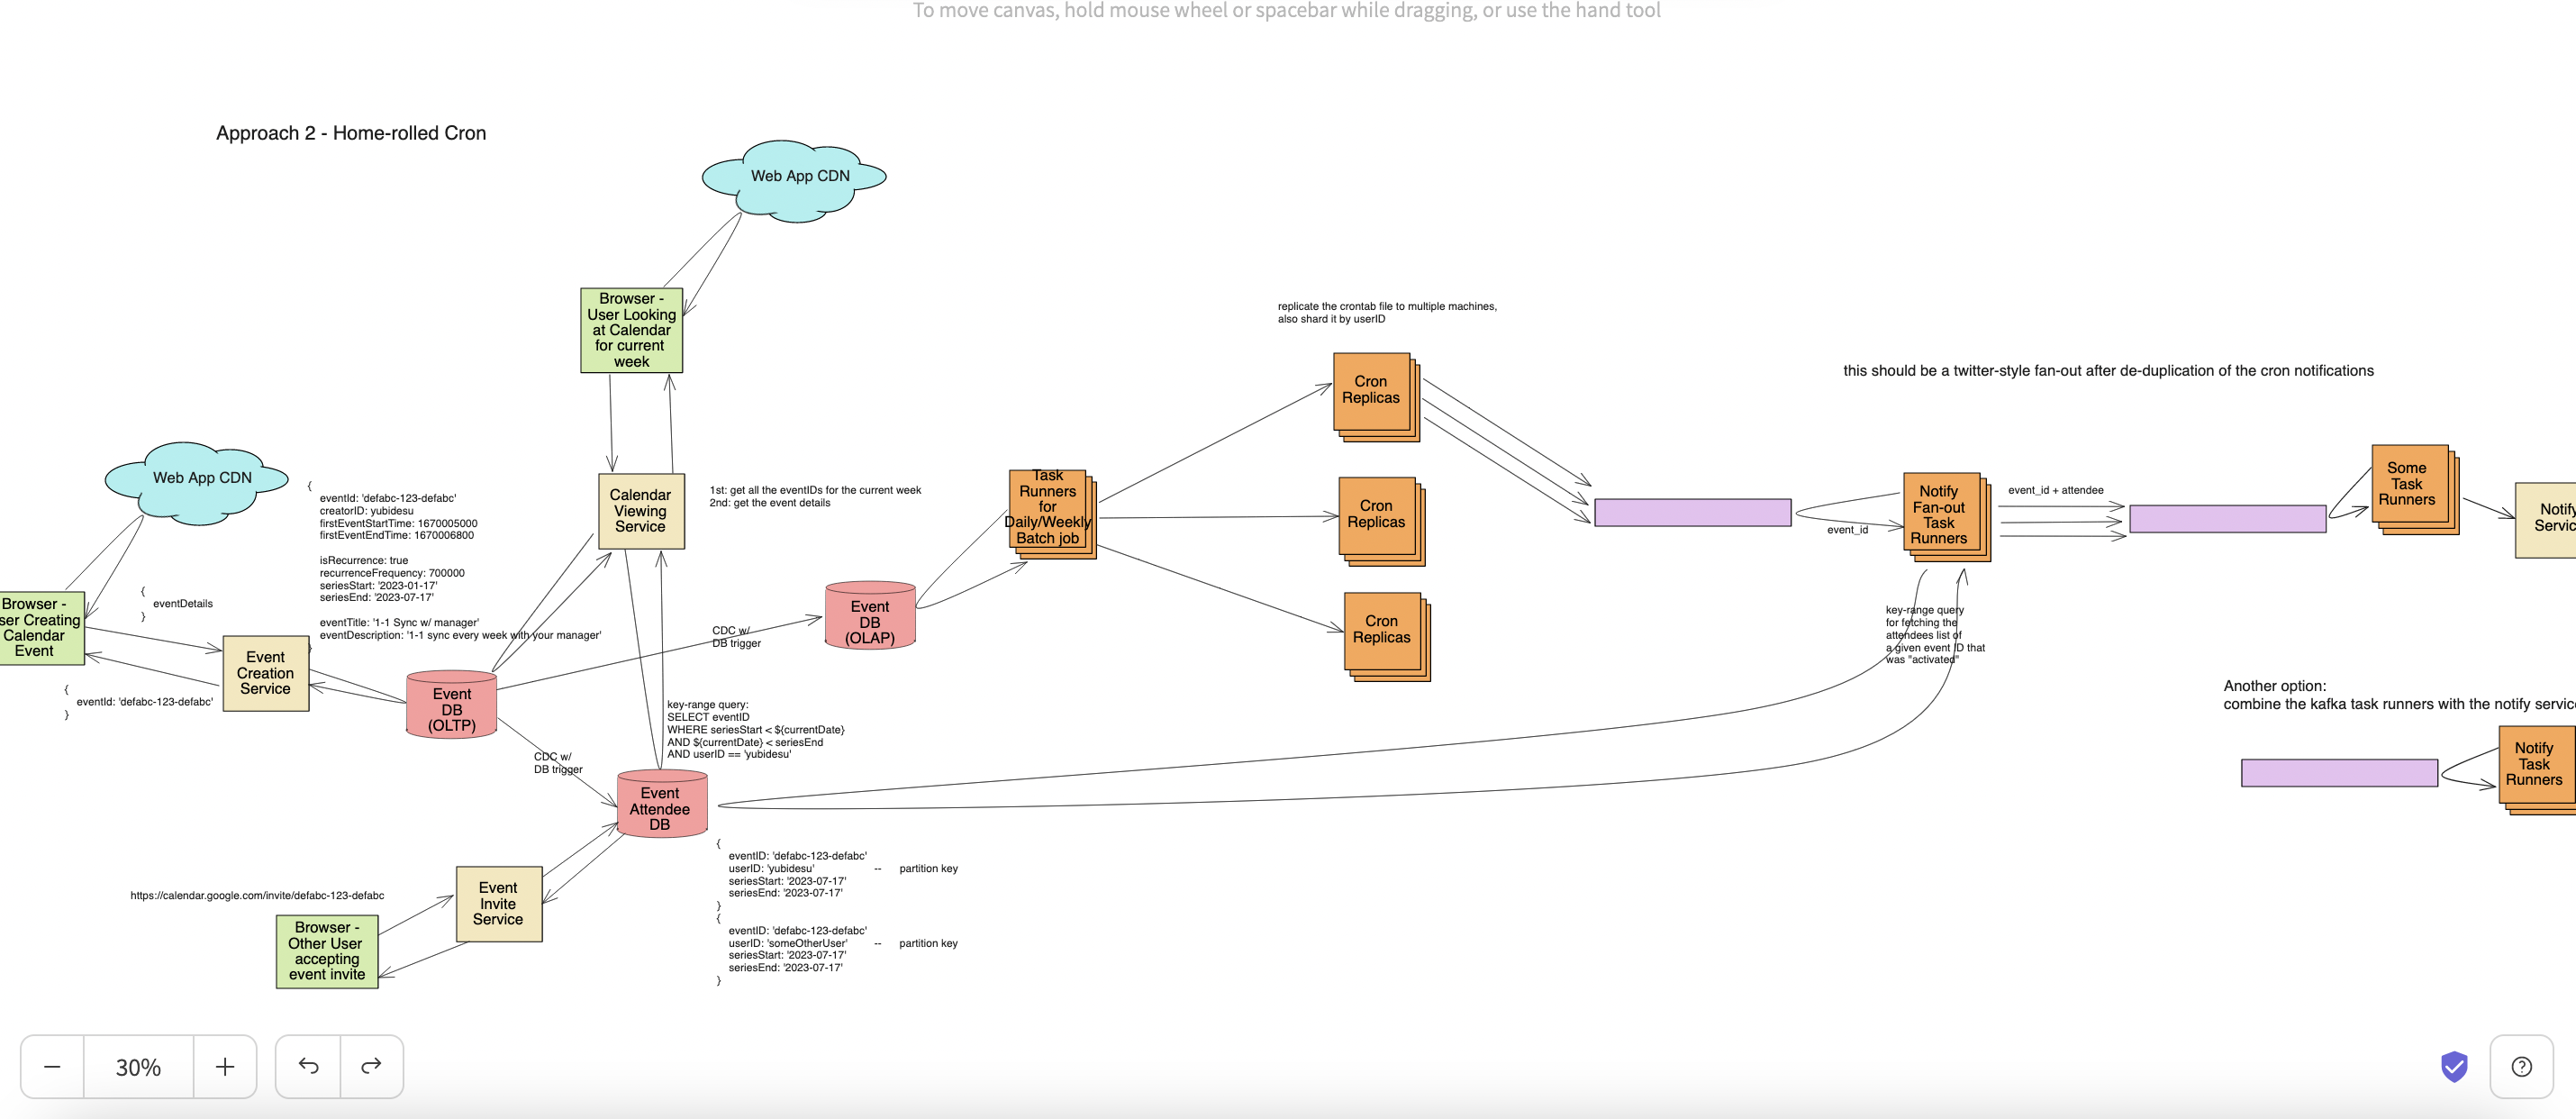 To move canvas, hold mouse wheel or spacebar while dragging, or use the hand tool
Approach 2 - Home-rolled Cron
Web App CDN
Browser -
User Looking
at Calendar
for current
week
replicate the crontab file to multiple machines,
also shard it by userID
Cron
Replicas
this should be a twitter-style fan-out after de-duplication of the cron notifications
Web App CDN
{
eventId: 'defabc-123-defabc'
creatorID: yubidesu
firstEventStartTime: 1670005000
firstEventEndTime: 1670006800
isRecurrence: true
recurrenceFrequency: 700000
seriesStart: '2023-01-17'
seriesEnd: '2023-07-17'
eventTitle: '1-1 Sync w/ manager'
eventDescription: '1-1 sync every week with your manager'
}
Calendar
Viewing
Service
1st: get all the eventIDs for the current week
2nd: get the event details
Task
Runners
for
Daily/Weekly
Batch job
Cron
Replicas
event_id
Notify
Fan-out
Task
Runners
event_id + attendee
Some
Task
Runners
Notify
Servic
Browser -
ser Creating
Calendar
Event
{
eventDetails
}
{
eventId: 'defabc-123-defabc'
}
Event
Creation
Service
Event
DB
(OLTP)
CDC w/
DB trigger
Event
DB
(OLAP)
Cron
Replicas
key-range query
for fetching the
attendees list of
a given event ID that
was "activated"
Another option:
combine the kafka task runners with the notify service
Notify
Task
Runners
key-range query:
SELECT eventID
WHERE seriesStart < ${currentDate}
AND ${currentDate} < seriesEnd
AND userID == 'yubidesu'
CDC w/
DB trigger
Event
Attendee
DB
{
eventID: 'defabc-123-defabc'
userID: 'yubidesu' -- partition key
seriesStart: '2023-07-17'
seriesEnd: '2023-07-17'
}
{
eventID: 'defabc-123-defabc'
userID: 'someOtherUser' -- partition key
seriesStart: '2023-07-17'
seriesEnd: '2023-07-17'
}
https://calendar.google.com/invite/defabc-123-defabc
Event
Invite
Service
Browser -
Other User
accepting
event invite
30%